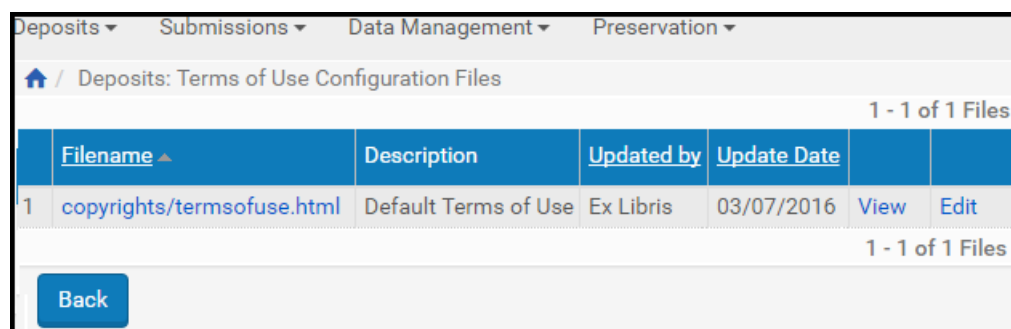 Deposits Submissions Data Management Preservation
/ Deposits: Terms of Use Configuration Files
1 - 1 of 1 Files
Filename Description Updated by Update Date
1 copyrights/termsofuse.html Default Terms of Use Ex Libris 03/07/2016 View Edit
1 - 1 of 1 Files
Back